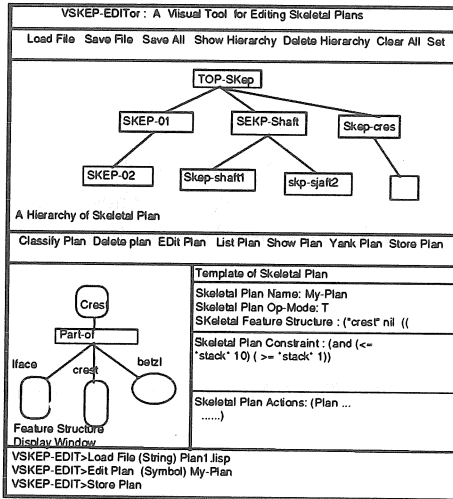 VSKEP-EDITor : A Viisual Tool for Editing Skeletal Plans
Load File Save File Save All Show Hierarchy Delete Hierarchy Clear All Set
TOP-SKep
SKEP-01 SEKP-Shaft Skep-cres
SKEP-02 Skep-shaft1 skp-sjaft2
A Hierarchy of Skeletal Plan
Classify Plan Delete plan EDit Plan List Plan Show Plan Yank Plan Store Plan
Template of Skeletal Plan
Skeletal Plan Name: My-Plan
Skeletal Plan Op-Mode: T
SKeletal Feature Structure : ("crest" nil ((
Skeletal Plan Constraint : (and (<=
*stack* 10) ( >= *stack* 1))
Skeletal Plan Actions: (Plan ...
......)
Crest
Part-of
lface crest betzl
Feature Structure
Display Window
VSKEP-EDIT>Load File (String) Plan1.lisp
VSKEP-EDIT>Edit Plan (Symbol) My-Plan
VSKEP-EDIT>Store Plan